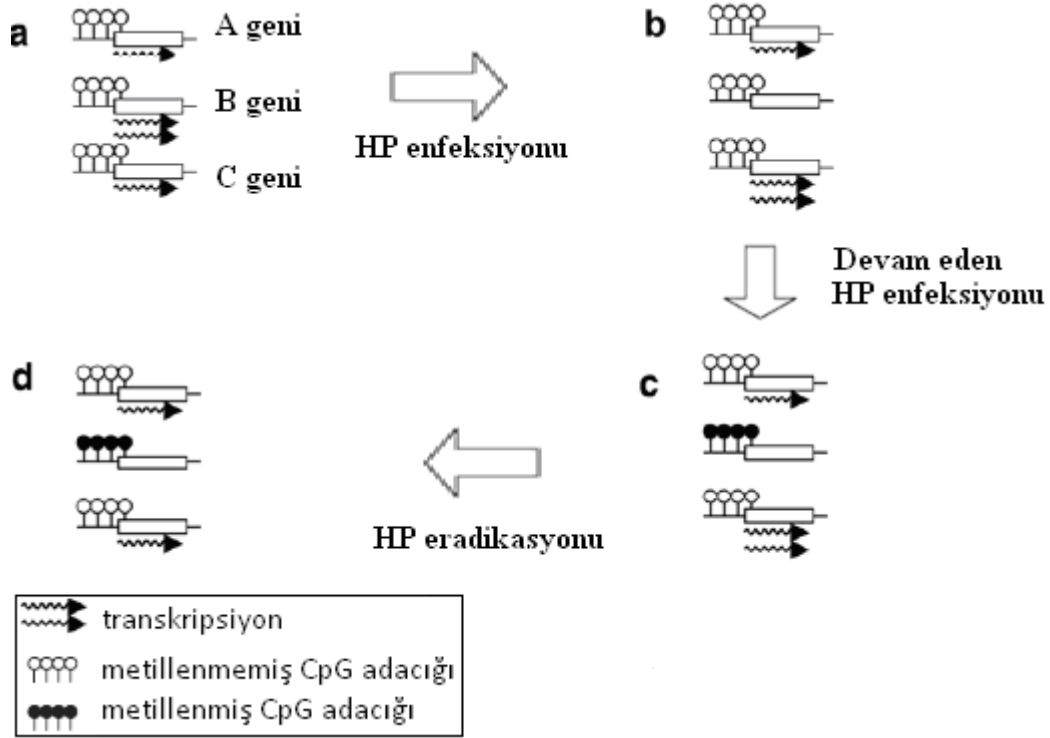 a
A geni
B geni
C geni
HP enfeksiyonu
b
Devam eden
HP enfeksiyonu
c
HP eradikasyonu
d
transkripsiyon
metillenmemiş CpG adacığı
metillenmiş CpG adacığı